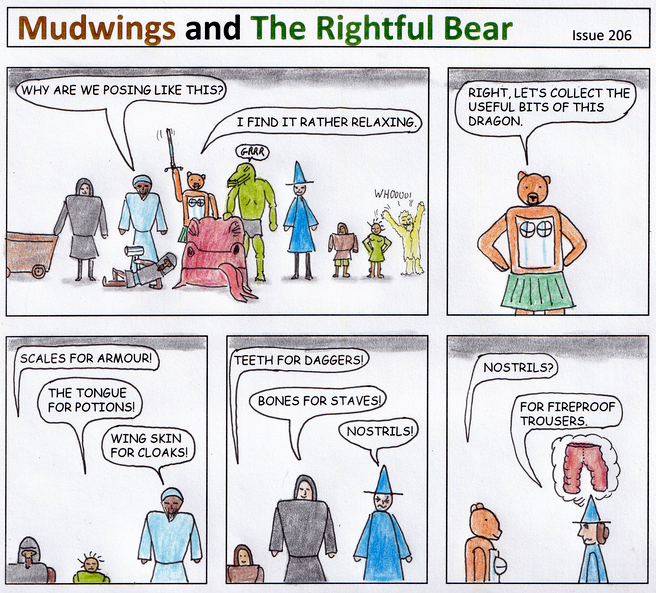 Mudwings and The Rightful Bear
Issue 206
WHY ARE WE POSING LIKE THIS?
I FIND IT RATHER RELAXING.
GRRR
WHOOOO!
RIGHT, LET'S COLLECT THE
USEFUL BITS OF THIS
DRAGON.
SCALES FOR ARMOUR!
THE TONGUE
FOR POTIONS!
WING SKIN
FOR CLOAKS!
TEETH FOR DAGGERS!
BONES FOR STAVES!
NOSTRILS!
NOSTRILS?
FOR FIREPROOF
TROUSERS.